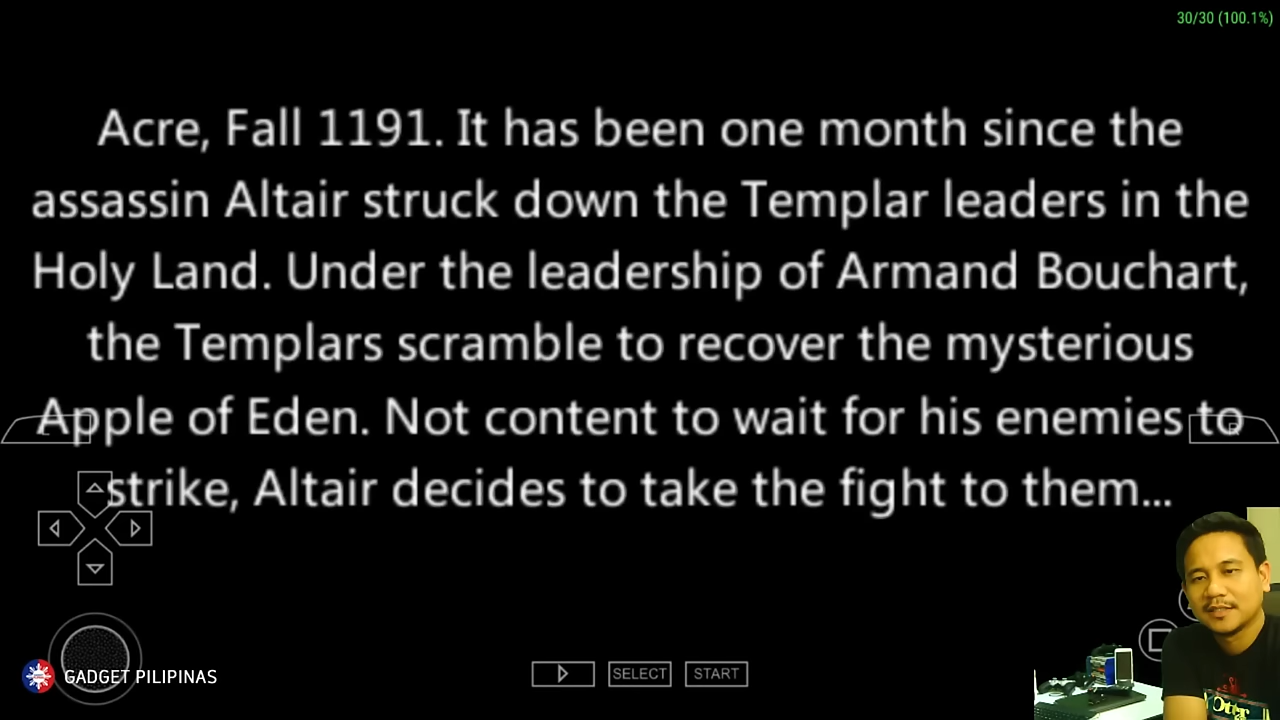 30/30 (100.1%)
Acre, Fall 1191. It has been one month since the
assassin Altair struck down the Templar leaders in the
Holy Land. Under the leadership of Armand Bouchart,
the Templars scramble to recover the mysterious
Apple of Eden. Not content to wait for his enemies to
strike, Altair decides to take the fight to them...
L
R
GADGET PILIPINAS
SELECT
START
Otter